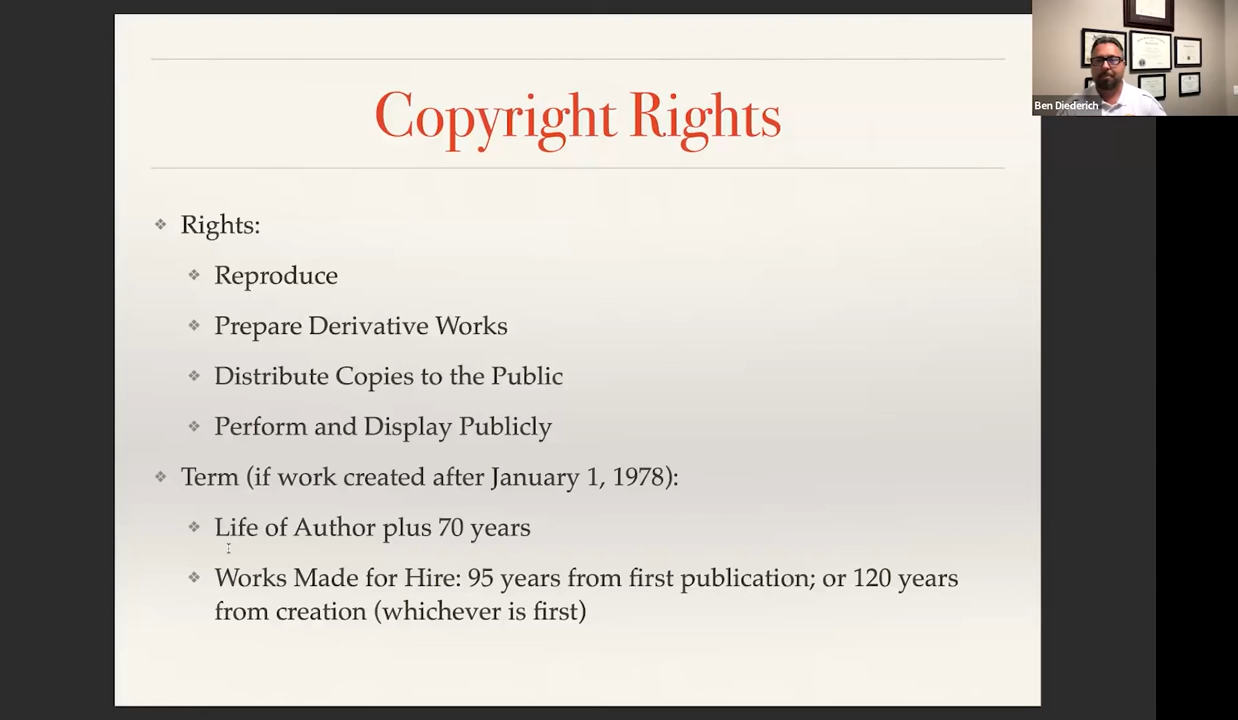 Copyright Rights
Rights:
Reproduce
Prepare Derivative Works
Distribute Copies to the Public
Perform and Display Publicly
Term (if work created after January 1, 1978):
Life of Author plus 70 years
Works Made for Hire: 95 years from first publication; or 120 years
from creation (whichever is first)
Ben Diederich